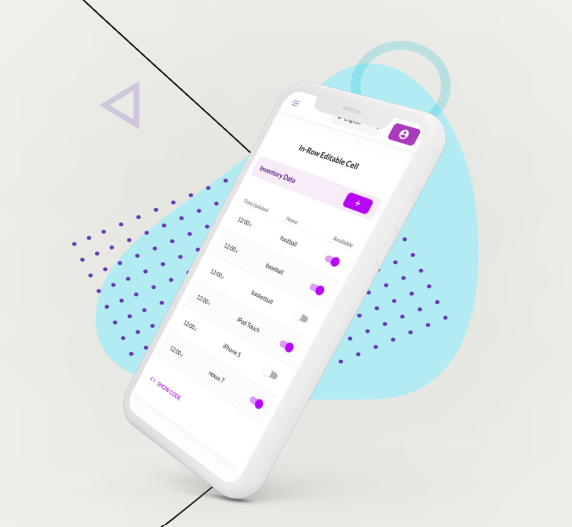 English
In-Row Editable Cell
Inventory Data
+
Time Updated Name Available
12:00, football
12:00, baseball
12:00, basketball
12:00, iPod Touch
12:00, iPhone 5
12:00, nexus 7
<> SHOW CODE